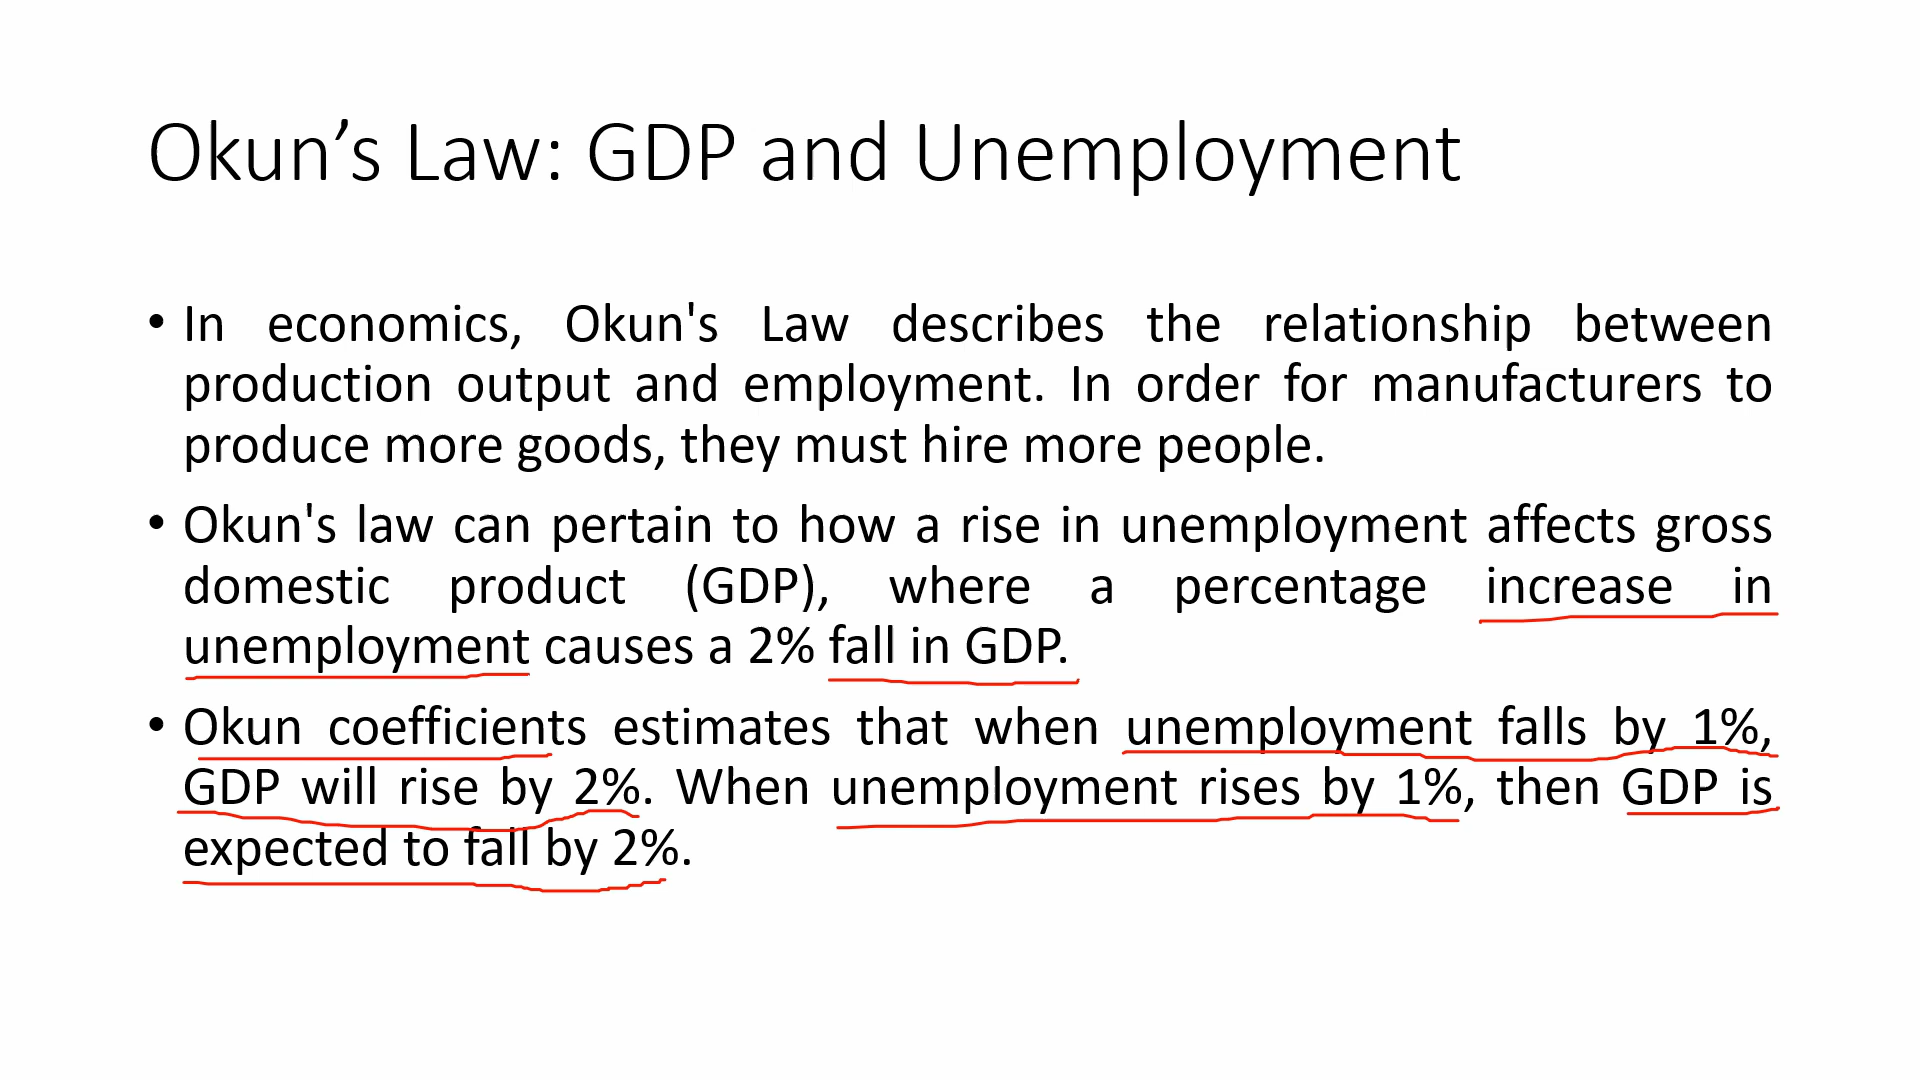 Okun’s Law: GDP and Unemployment
• In economics, Okun's Law describes the relationship between
production output and employment. In order for manufacturers to
produce more goods, they must hire more people.
• Okun's law can pertain to how a rise in unemployment affects gross
domestic product (GDP), where a percentage increase in
unemployment causes a 2% fall in GDP.
• Okun coefficients estimates that when unemployment falls by 1%,
GDP will rise by 2%. When unemployment rises by 1%, then GDP is
expected to fall by 2%.